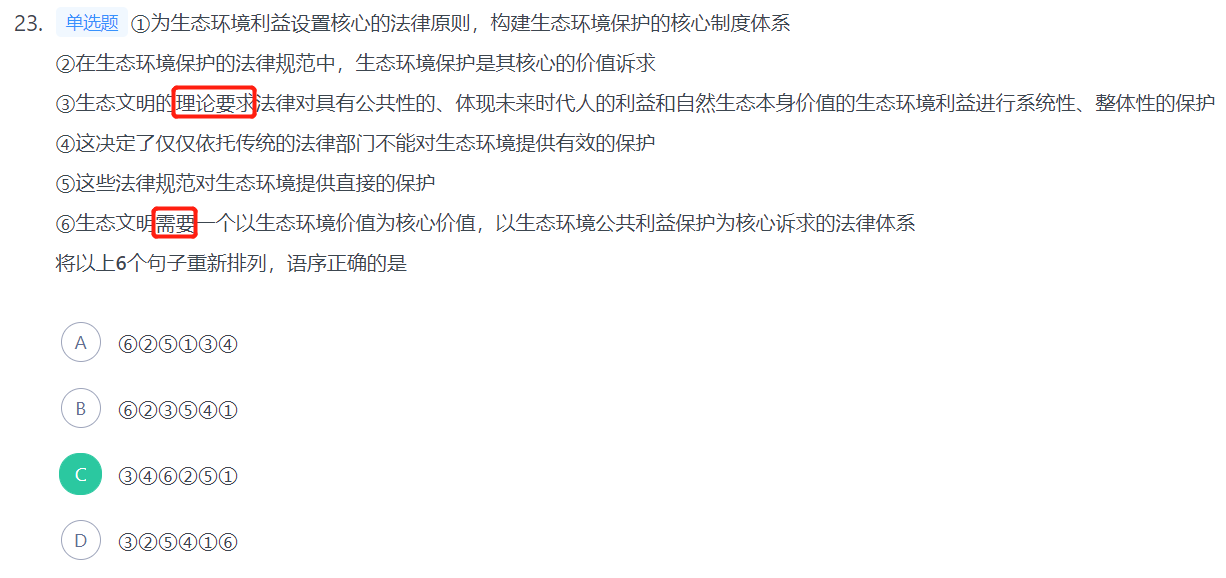 23. 单选题 ①为生态环境利益设置核心的法律原则，构建生态环境保护的核心制度体系
②在生态环境保护的法律规范中，生态环境保护是其核心的价值诉求
③生态文明的理论要求法律对具有公共性的、体现未来时代人的利益和自然生态本身价值的生态环境利益进行系统性、整体性的保护
④这决定了仅仅依托传统的法律部门不能对生态环境提供有效的保护
⑤这些法律规范对生态环境提供直接的保护
⑥生态文明需要一个以生态环境价值为核心价值，以生态环境公共利益保护为核心诉求的法律体系
将以上6个句子重新排列，语序正确的是
A ⑥②⑤①③④
B ⑥②③⑤④①
C ③④⑥②⑤①
D ③②⑤④①⑥